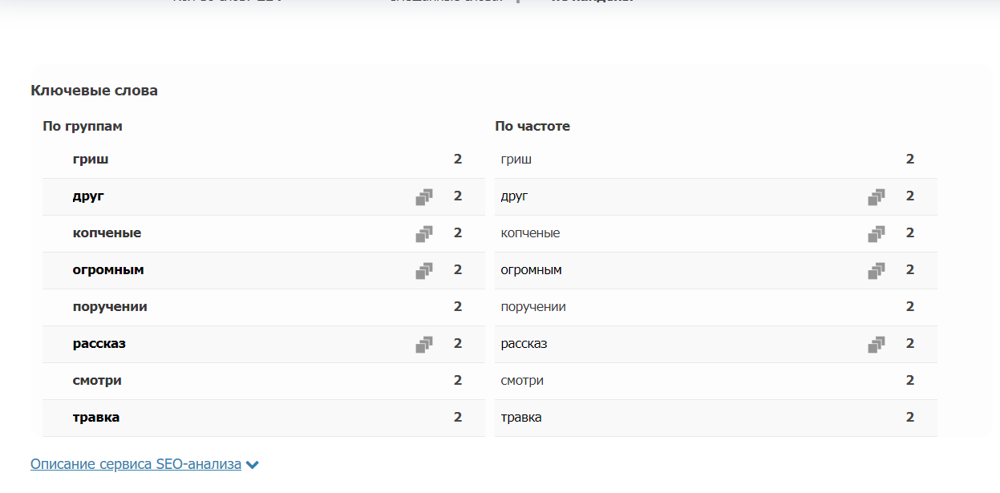 Ключевые слова
По группам По частоте
гриш 2 гриш 2
друг 2 друг 2
копченые 2 копченые 2
огромным 2 огромным 2
поручении 2 поручении 2
рассказ 2 рассказ 2
смотри 2 смотри 2
травка 2 травка 2
Описание сервиса SEO-анализа